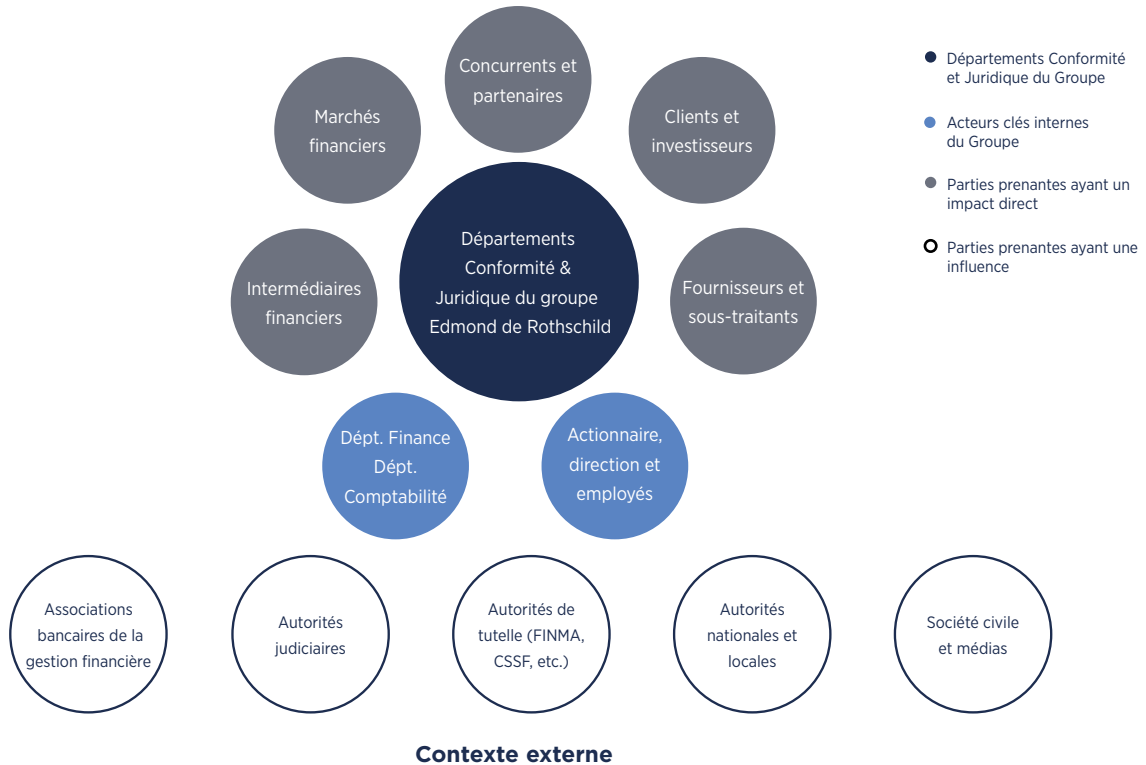 Concurrents et
partenaires
Marchés
financiers
Clients et
investisseurs
Départements
Conformité &
Juridique du groupe
Edmond de Rothschild
Intermédiaires
financiers
Fournisseurs et
sous-traitants
Dépt. Finance
Dépt.
Comptabilité
Actionnaire,
direction et
employés
Associations
bancaires de la
gestion financière
Autorités
judiciaires
Autorités de
tutelle (FINMA,
CSSF, etc.)
Autorités
nationales et
locales
Société civile
et médias
Contexte externe
Départements Conformité
et Juridique du Groupe
Acteurs clés internes
du Groupe
Parties prenantes ayant un
impact direct
Parties prenantes ayant une
influence